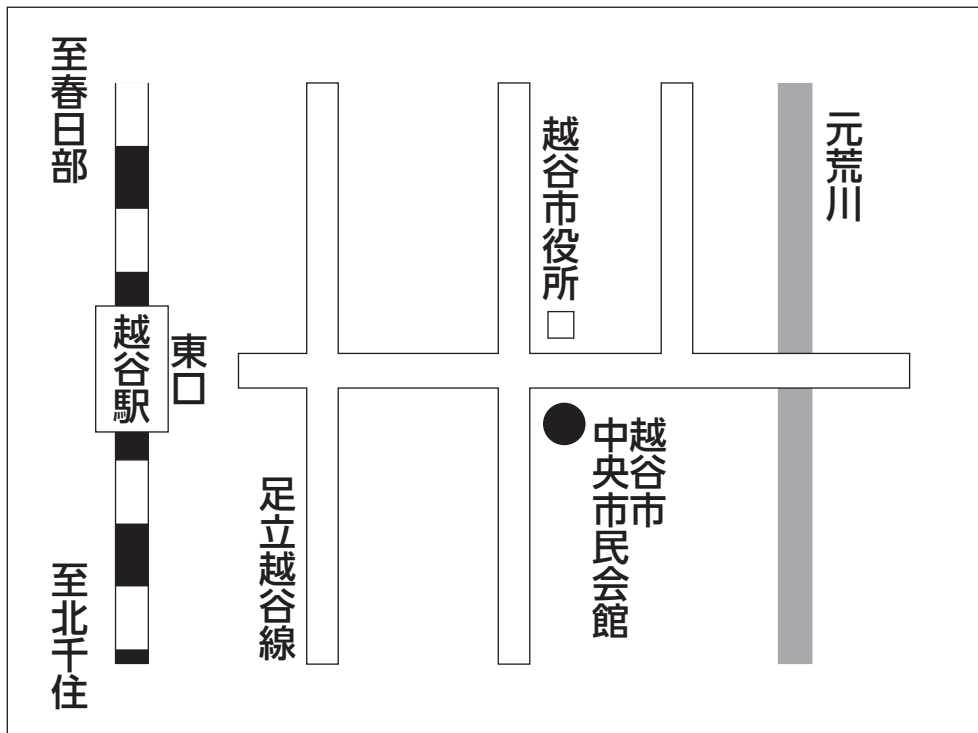 至春日部
越谷駅
東口
至北千住
足立越谷線
越谷市役所
越谷市
中央市民会館
元荒川